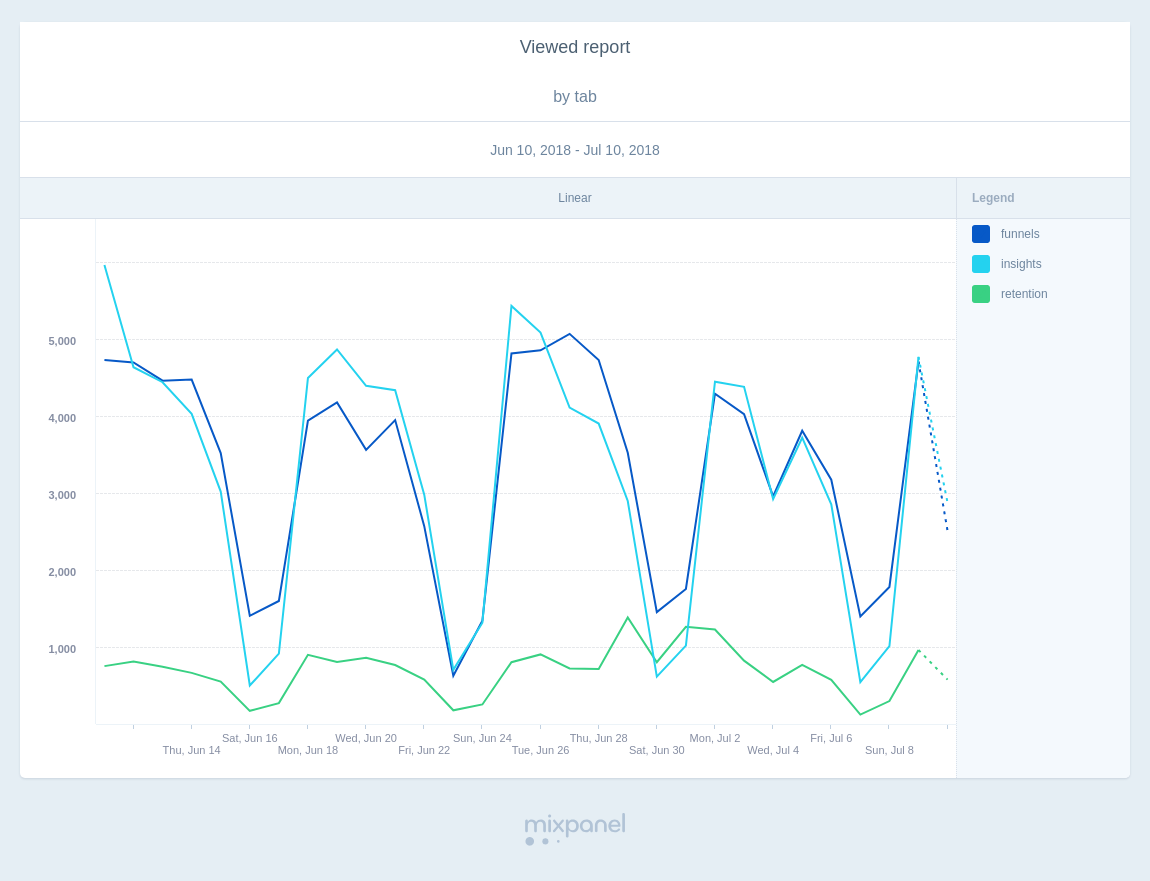 Viewed report
by tab
Jun 10, 2018 - Jul 10, 2018
Linear
Legend
funnels
insights
retention
5,000
4,000
3,000
2,000
1,000
Sat, Jun 16
Wed, Jun 20
Sun, Jun 24
Thu, Jun 28
Mon, Jul 2
Fri, Jul 6
Thu, Jun 14
Mon, Jun 18
Fri, Jun 22
Tue, Jun 26
Sat, Jun 30
Wed, Jul 4
Sun, Jul 8
mixpanel